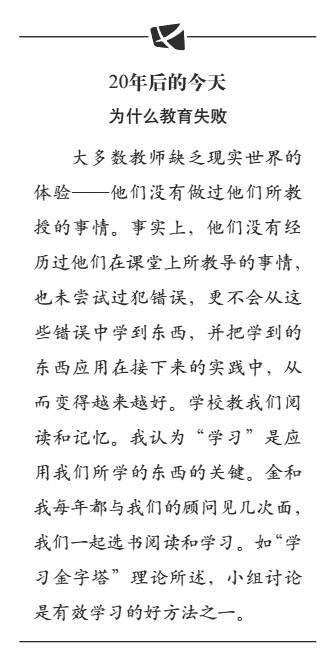 20年后的今天
为什么教育失败
大多数教师缺乏现实世界的
体验——他们没有做过他们所教
授的事情。事实上，他们没有经
历过他们在课堂上所教导的事情，
也未尝试过犯错误，更不会从这
些错误中学到东西，并把学到的
东西应用在接下来的实践中，从
而变得越来越好。学校教我们阅
读和记忆。我认为“学习”是应
用我们所学的东西的关键。金和
我每年都与我们的顾问见几次面，
我们一起选书阅读和学习。如“学
习金字塔”理论所述，小组讨论
是有效学习的好方法之一。